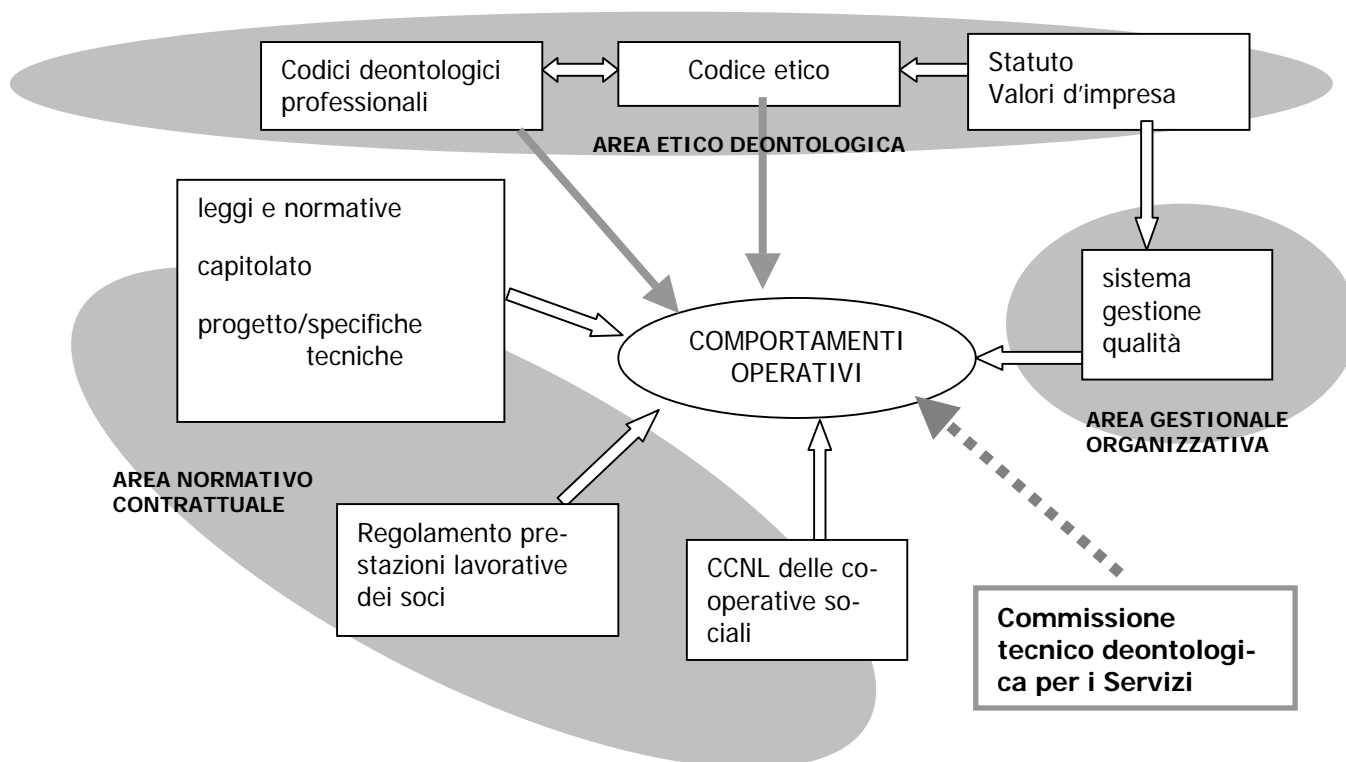 Codici deontologici
professionali
Codice etico
Statuto
Valori d'impresa
AREA ETICO DEONTOLOGICA
leggi e normative
capitolato
progetto/specifiche
tecniche
COMPORTAMENTI
OPERATIVI
sistema
gestione
qualità
AREA GESTIONALE
ORGANIZZATIVA
AREA NORMATIVO
CONTRATTUALE
Regolamento pre-
stazioni lavorative
dei soci
CCNL delle co-
operative so-
ciali
Commissione
tecnico deontologi-
ca per i Servizi